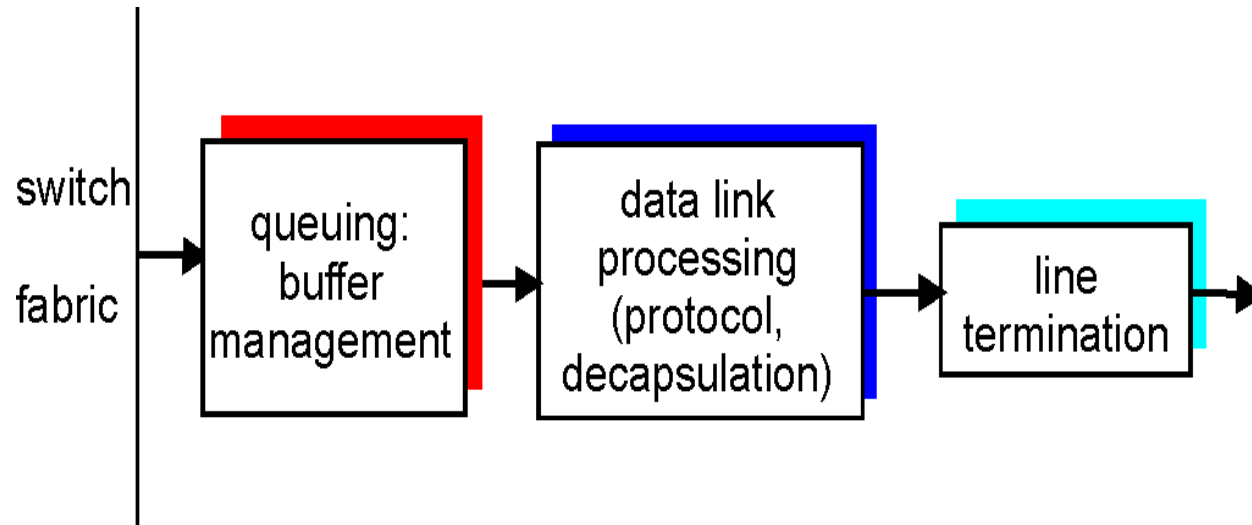 switch
fabric
queuing:
buffer
management
data link
processing
(protocol,
decapsulation)
line
termination